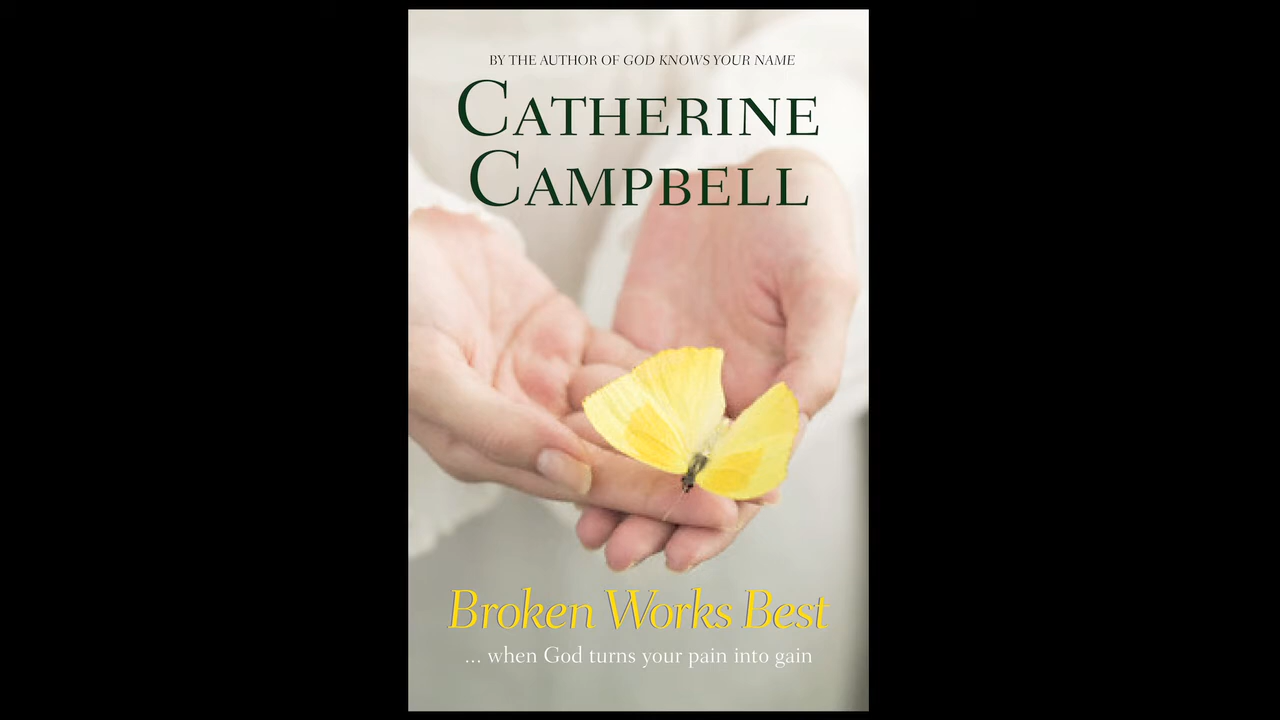 BY THE AUTHOR OF GOD KNOWS YOUR NAME
CATHERINE
CAMPBELL
Broken Works Best
... when God turns your pain into gain